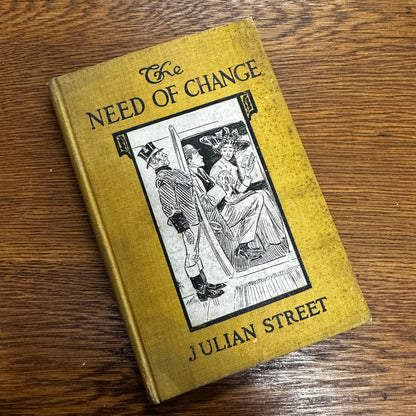 The
NEED OF CHANGE
JULIAN STREET